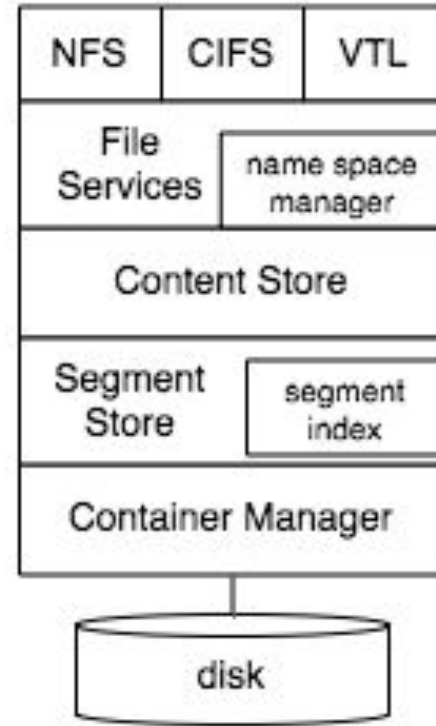 NFS CIFS VTL
File
Services
name space
manager
Content Store
Segment
Store
segment
index
Container Manager
disk